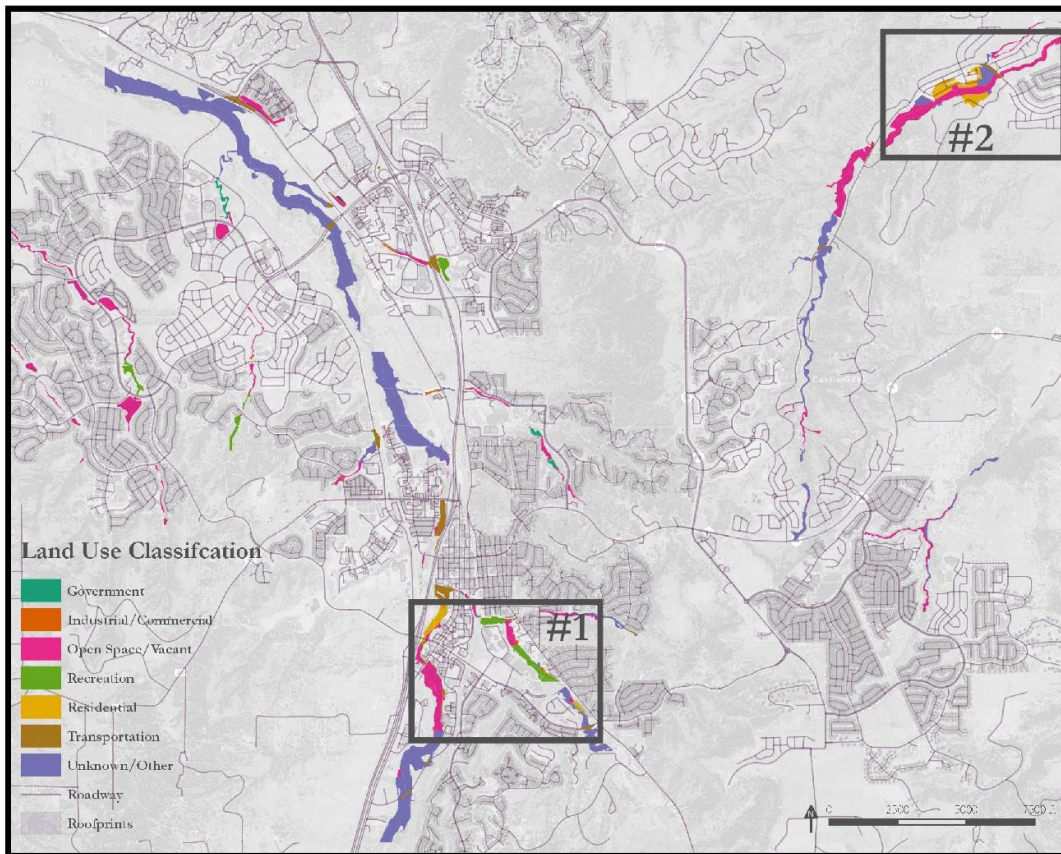 #2
#1
Land Use Classifcation
Government
Industrial/Commercial
Open Space/Vacant
Recreation
Residential
Transportation
Unknown/Other
Roadway
Roofprints
N
0 2500 5000